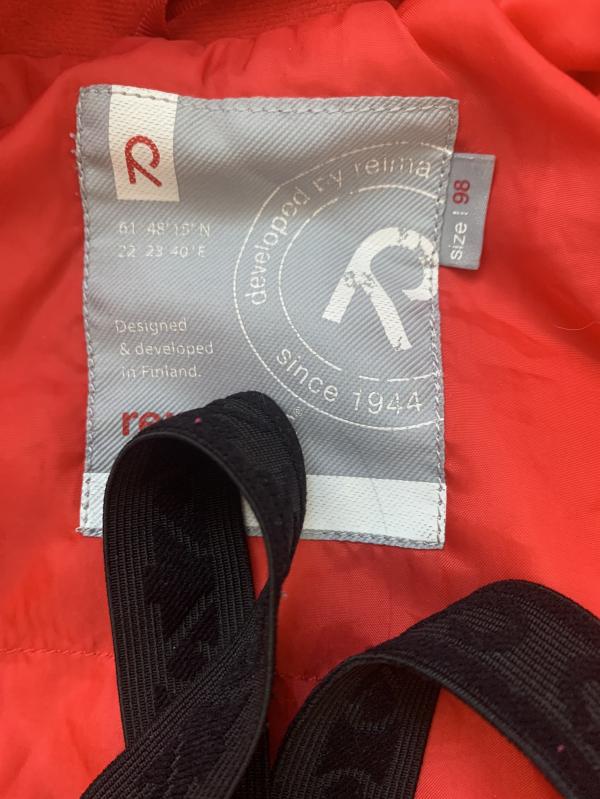 R
61° 48' 15" N
22° 23' 40" E
Designed
& developed
in Finland.
developed by reima
R
since 1944
size | 98